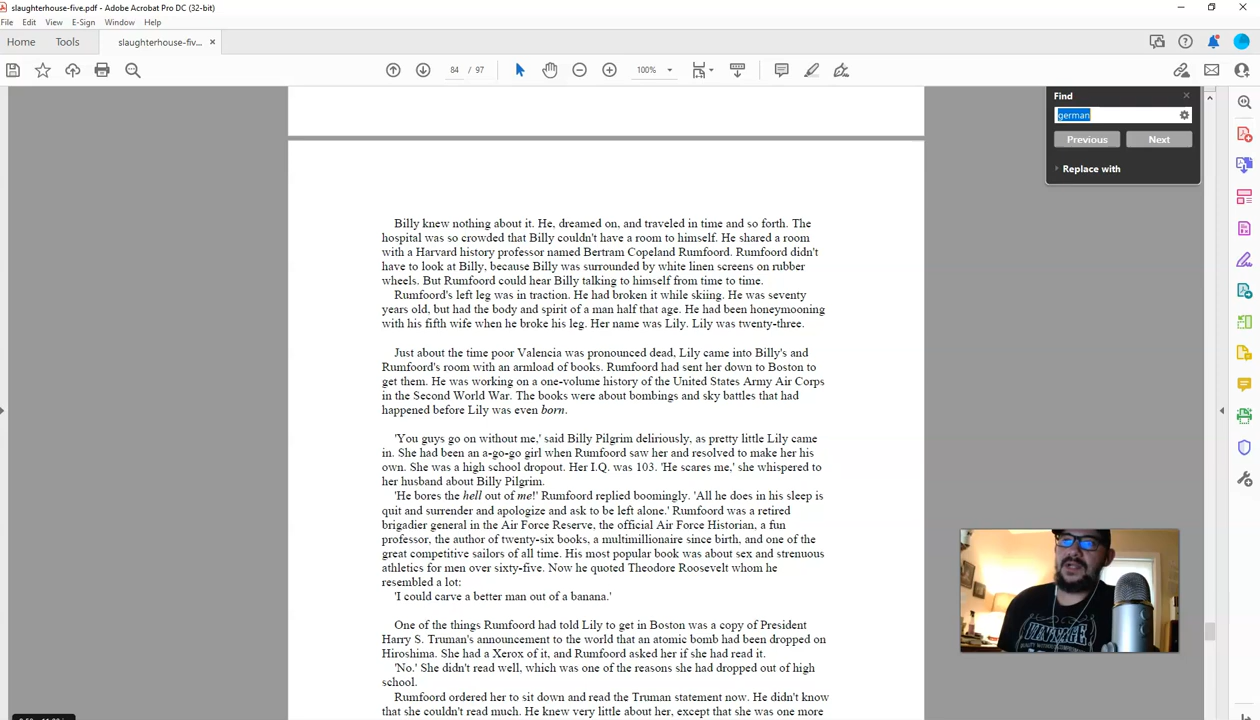 slaughterhouse-five.pdf - Adobe Acrobat Pro DC (32-bit)
File Edit View E-Sign Window Help
Home Tools slaughterhouse-fiv... ×
84 / 97 100%
Find
german
Previous Next
Replace with
Billy knew nothing about it. He, dreamed on, and traveled in time and so forth. The
hospital was so crowded that Billy couldn't have a room to himself. He shared a room
with a Harvard history professor named Bertram Copeland Rumfoord. Rumfoord didn't
have to look at Billy, because Billy was surrounded by white linen screens on rubber
wheels. But Rumfoord could hear Billy talking to himself from time to time.
Rumfoord's left leg was in traction. He had broken it while skiing. He was seventy
years old, but had the body and spirit of a man half that age. He had been honeymooning
with his fifth wife when he broke his leg. Her name was Lily. Lily was twenty-three.
Just about the time poor Valencia was pronounced dead, Lily came into Billy's and
Rumfoord's room with an armload of books. Rumfoord had sent her down to Boston to
get them. He was working on a one-volume history of the United States Army Air Corps
in the Second World War. The books were about bombings and sky battles that had
happened before Lily was even born.
'You guys go on without me,' said Billy Pilgrim deliriously, as pretty little Lily came
in. She had been an a-go-go girl when Rumfoord saw her and resolved to make her his
own. She was a high school dropout. Her I.Q. was 103. 'He scares me,' she whispered to
her husband about Billy Pilgrim.
'He bores the hell out of me!' Rumfoord replied boomingly. 'All he does in his sleep is
quit and surrender and apologize and ask to be left alone.' Rumfoord was a retired
brigadier general in the Air Force Reserve, the official Air Force Historian, a fun
professor, the author of twenty-six books, a multimillionaire since birth, and one of the
great competitive sailors of all time. His most popular book was about sex and strenuous
athletics for men over sixty-five. Now he quoted Theodore Roosevelt whom he
resembled a lot:
'I could carve a better man out of a banana.'
One of the things Rumfoord had told Lily to get in Boston was a copy of President
Harry S. Truman's announcement to the world that an atomic bomb had been dropped on
Hiroshima. She had a Xerox of it, and Rumfoord asked her if she had read it.
'No.' She didn't read well, which was one of the reasons she had dropped out of high
school.
Rumfoord ordered her to sit down and read the Truman statement now. He didn't know
that she couldn't read much. He knew very little about her, except that she was one more
VINTAGE